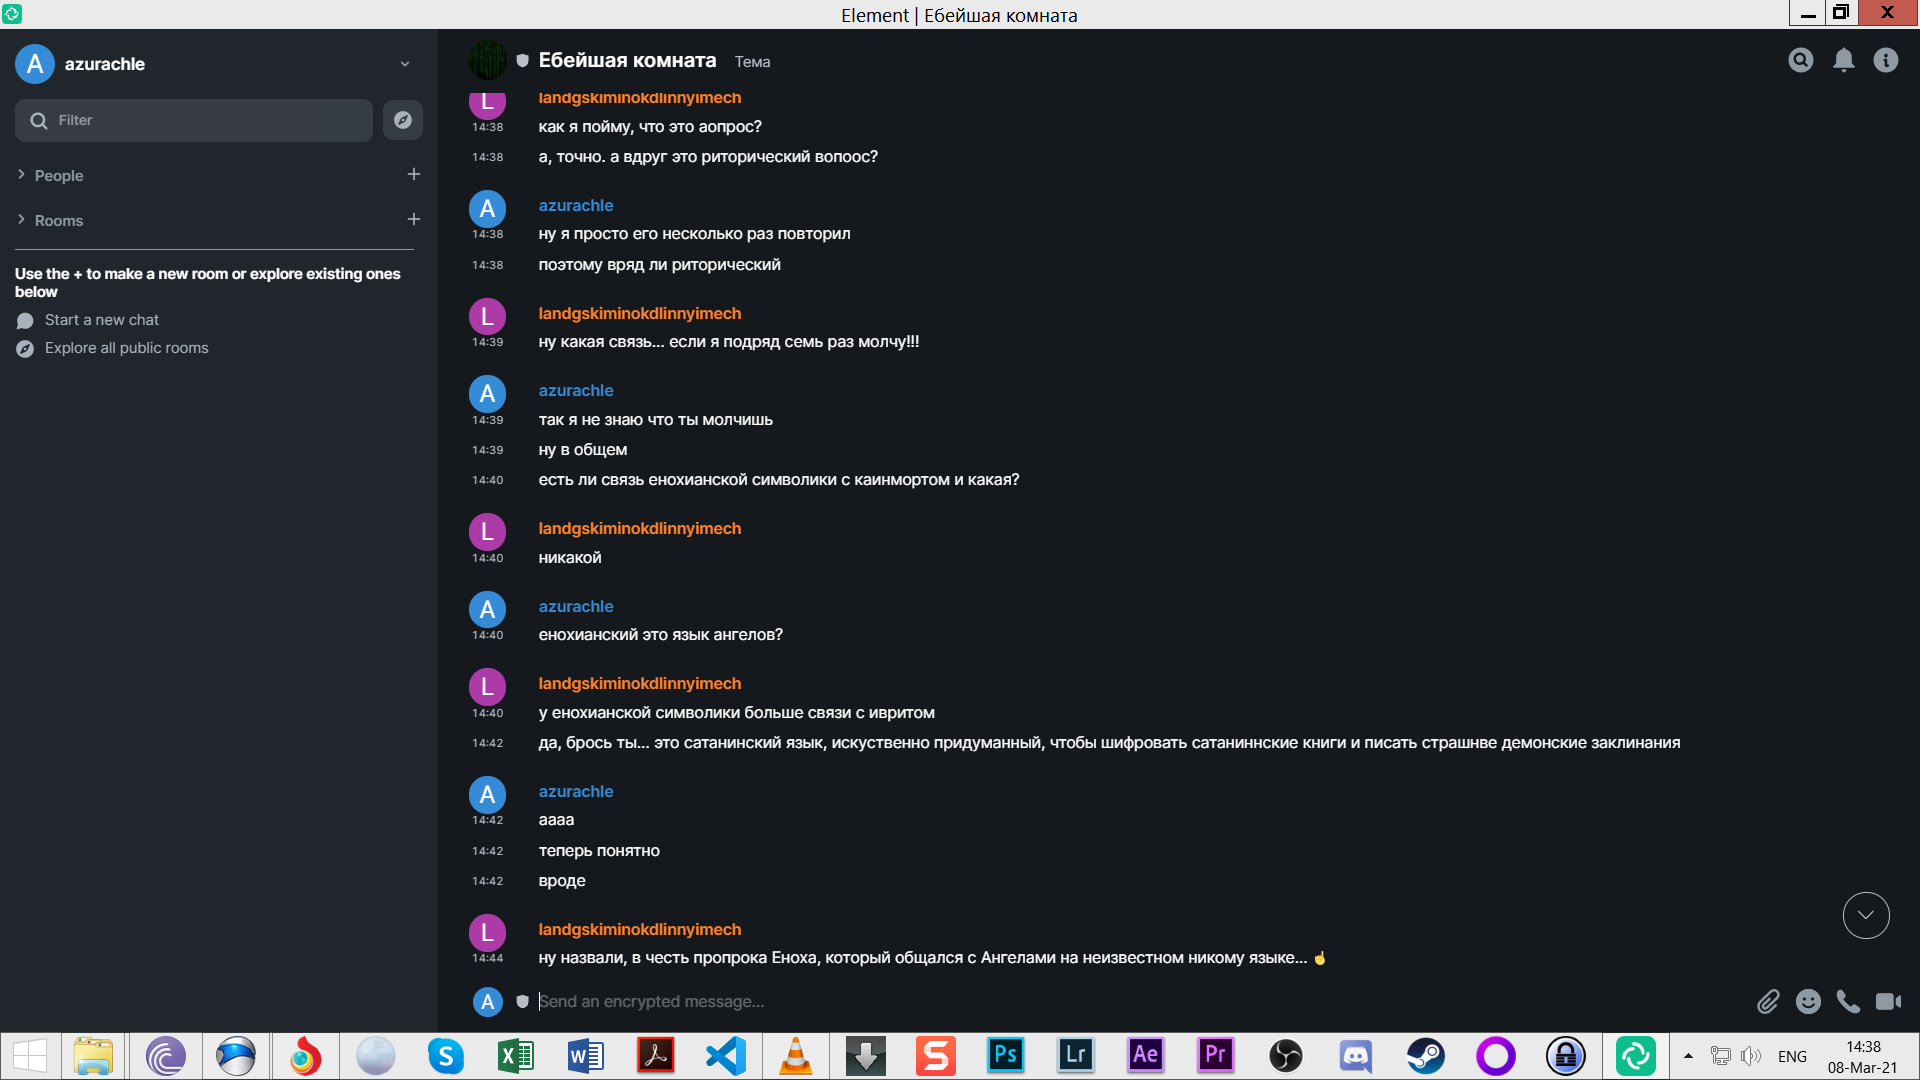 Element | Ебейшая комната
A
azurachle
Filter
People
Rooms
Use the + to make a new room or explore existing ones
below
Start a new chat
Explore all public rooms
Ебейшая комната Тема
L landgskiminokdlinnyimech
14:38 как я пойму, что это аопрос?
14:38 а, точно. а вдруг это риторический вопоос?
A azurachle
14:38 ну я просто его несколько раз повторил
14:38 поэтому вряд ли риторический
L landgskiminokdlinnyimech
14:39 ну какая связь... если я подряд семь раз молчу!!!
A azurachle
14:39 так я не знаю что ты молчишь
14:39 ну в общем
14:40 есть ли связь енохианской символики с каинмортом и какая?
L landgskiminokdlinnyimech
14:40 никакой
A azurachle
14:40 енохианский это язык ангелов?
L landgskiminokdlinnyimech
14:40 у енохианской символики больше связи с ивритом
14:42 да, брось ты... это сатанинский язык, искуственно придуманный, чтобы шифровать сатаниннские книги и писать страшнве демонские заклинания
A azurachle
14:42 аааа
14:42 теперь понятно
14:42 вроде
L landgskiminokdlinnyimech
14:44 ну назвали, в честь пропрока Еноха, который общался с Ангелами на неизвестном никому языке... ☝
A Send an encrypted message...
S X W S Ps Lr Ae Pr ENG
14:38
08-Mar-21